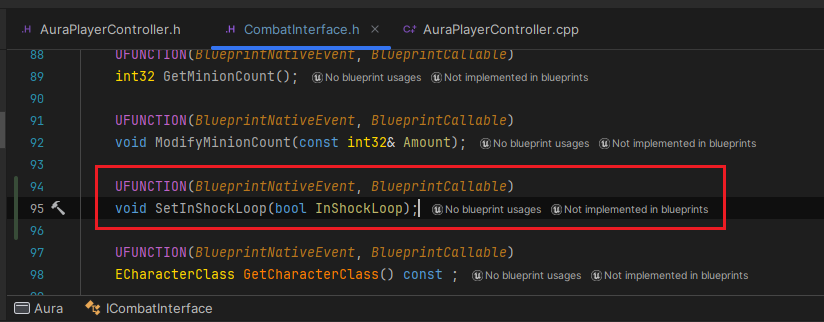 AuraPlayerController.h CombatInterface.h AuraPlayerController.cpp
88 UFUNCTION(BlueprintNativeEvent, BlueprintCallable)
89 int32 GetMinionCount(); No blueprint usages Not implemented in blueprints
90
91 UFUNCTION(BlueprintNativeEvent, BlueprintCallable)
92 void ModifyMinionCount(const int32& Amount); No blueprint usages Not implemented in blueprints
93
94 UFUNCTION(BlueprintNativeEvent, BlueprintCallable)
95 void SetInShockLoop(bool InShockLoop); No blueprint usages Not implemented in blueprints
96
97 UFUNCTION(BlueprintNativeEvent, BlueprintCallable)
98 ECharacterClass GetCharacterClass() const ; No blueprint usages Not implemented in blueprints
Aura ICombatInterface